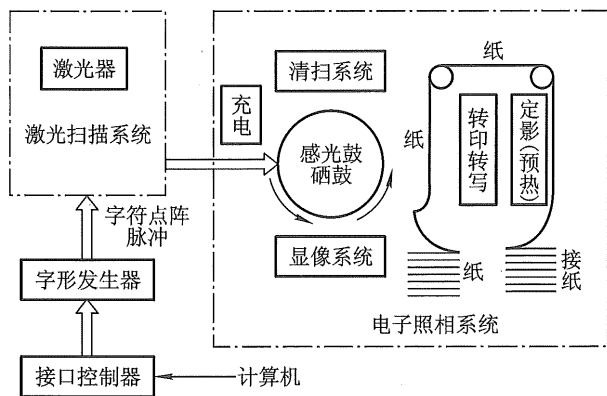 激光器
激光扫描系统
字符点阵
脉冲
字形发生器
接口控制器
计算机
充电
清扫系统
感光鼓
硒鼓
显像系统
纸
纸
转印转写
定影(预热)
纸
接纸
电子照相系统